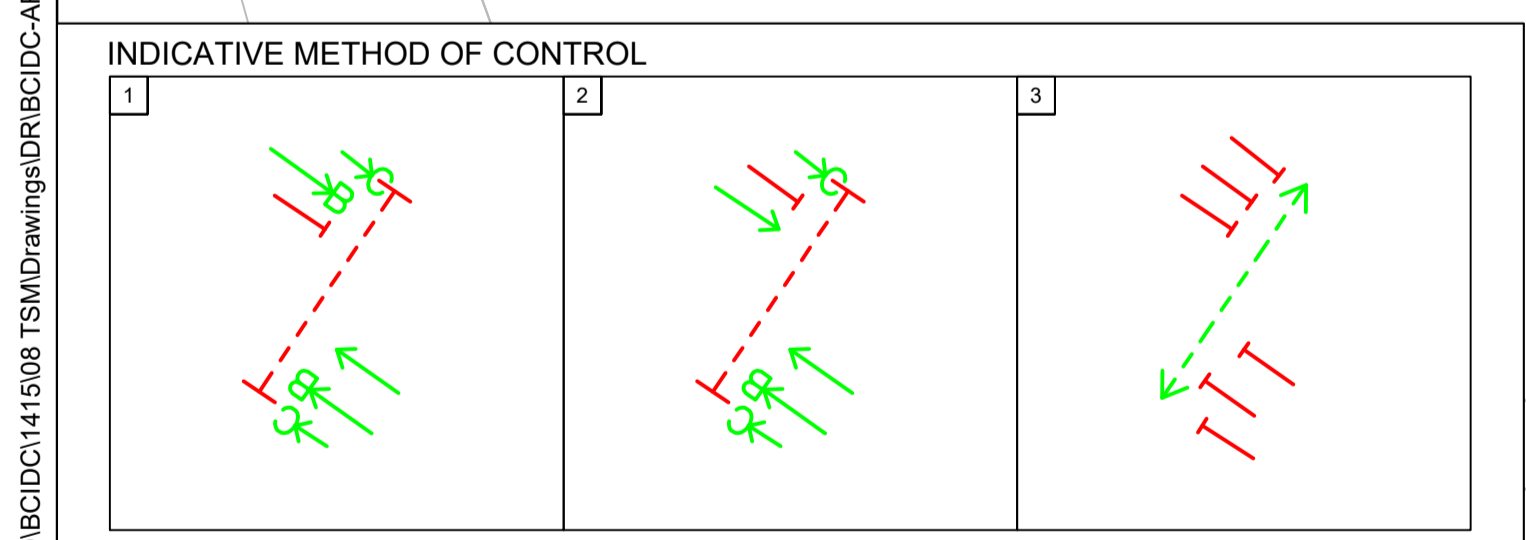 \BCIDC\1415\08 TSM\Drawings\DR\BCIDC-A
INDICATIVE METHOD OF CONTROL
1
2
3
B
C
C
B
C
B
C